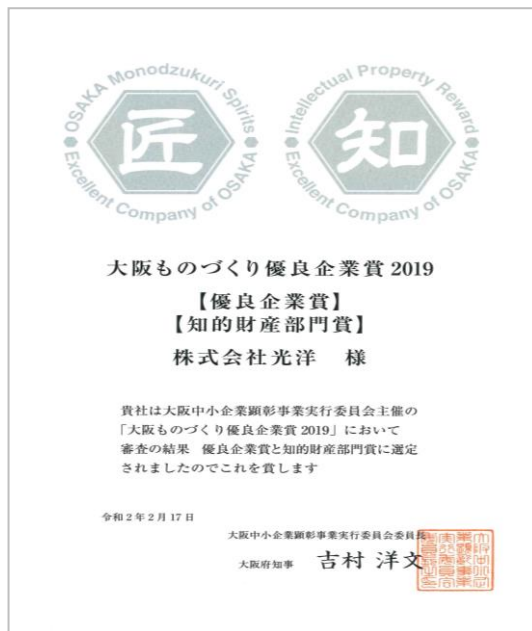 OSAKA Monodzukuri Spirits
匠
Excellent Company of OSAKA
Intellectual Property Reward
知
Excellent Company of OSAKA
大阪ものづくり優良企業賞 2019
【優良企業賞】
【知的財産部門賞】
株式会社光洋 様
貴社は大阪中小企業顕彰事業実行委員会主催の
「大阪ものづくり優良企業賞 2019」において
審査の結果 優良企業賞と知的財産部門賞に選定
されましたのでこれを賞します
令和2年2月17日
大阪中小企業顕彰事業実行委員会委員長
大阪府知事 吉村 洋文